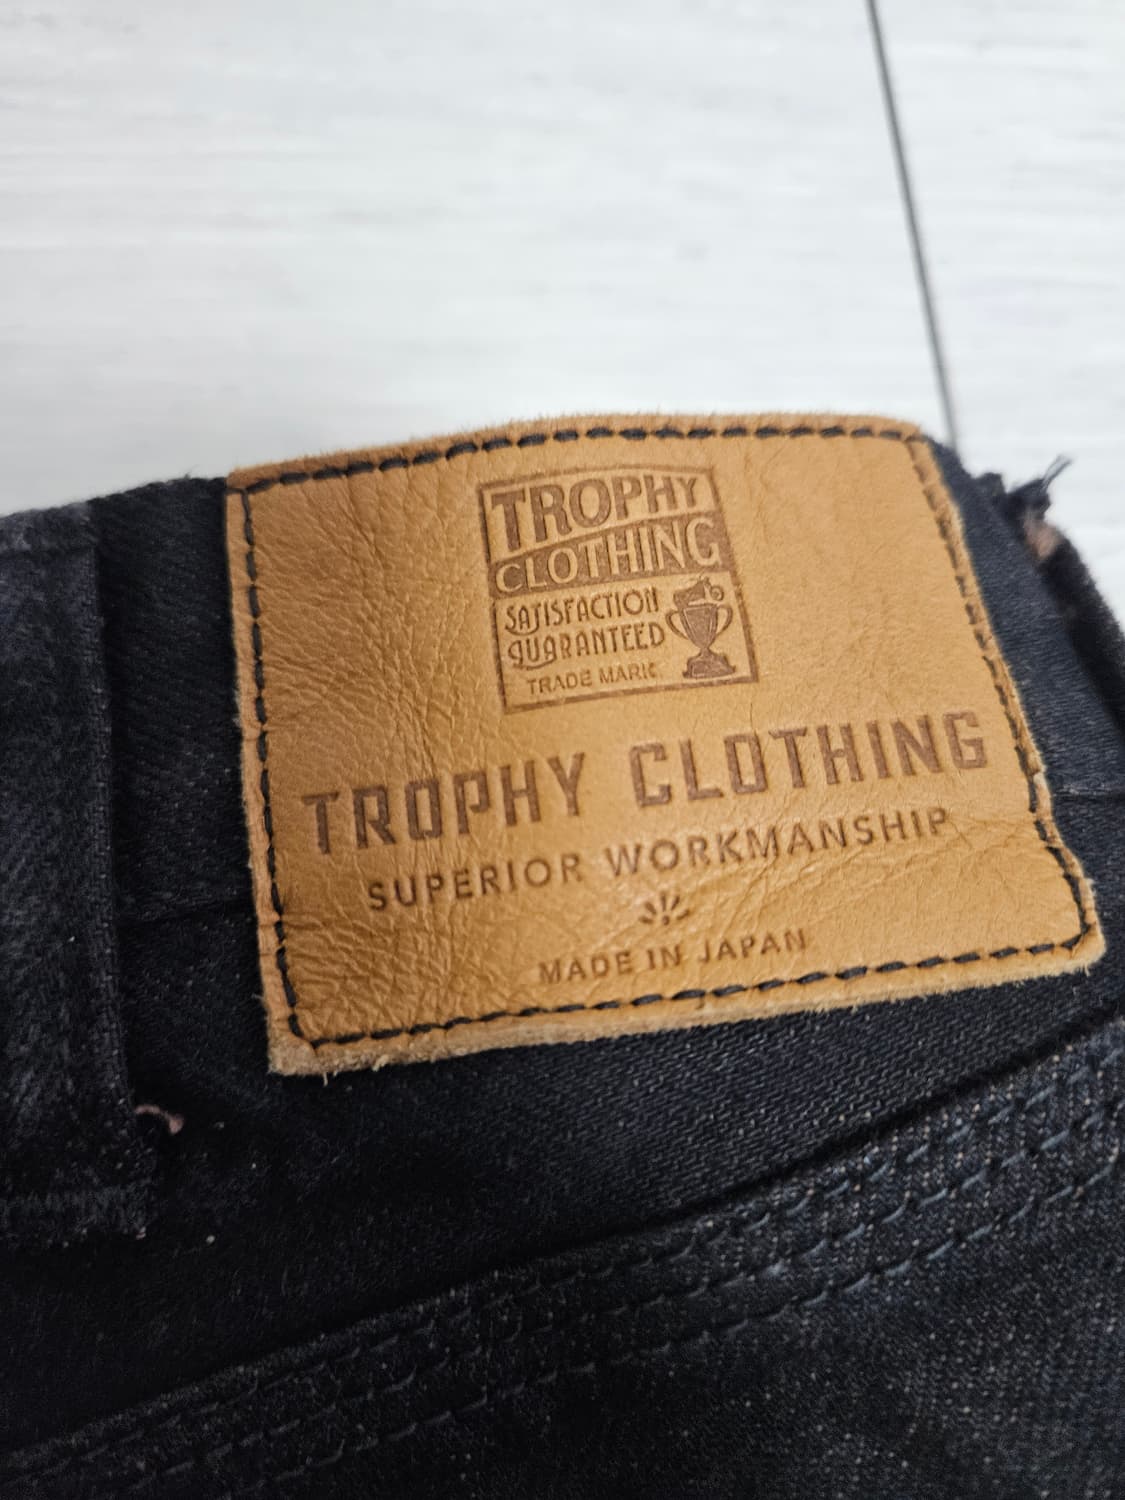 TROPHY
CLOTHING
SATISFACTION
GUARANTEED
TRADE MARK
TROPHY CLOTHING
SUPERIOR WORKMANSHIP
MADE IN JAPAN